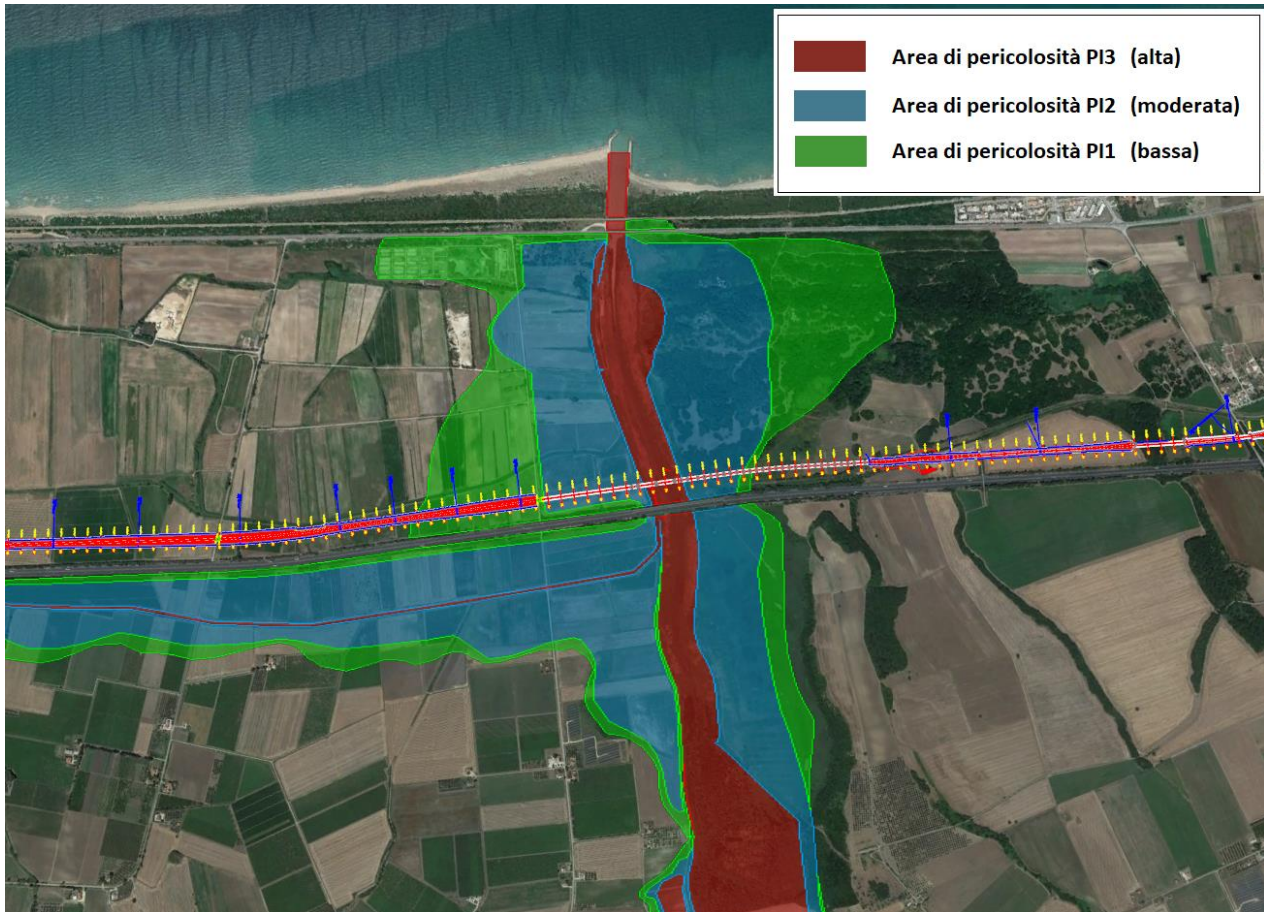 Area di pericolosità PI3 (alta)
Area di pericolosità PI2 (moderata)
Area di pericolosità PI1 (bassa)